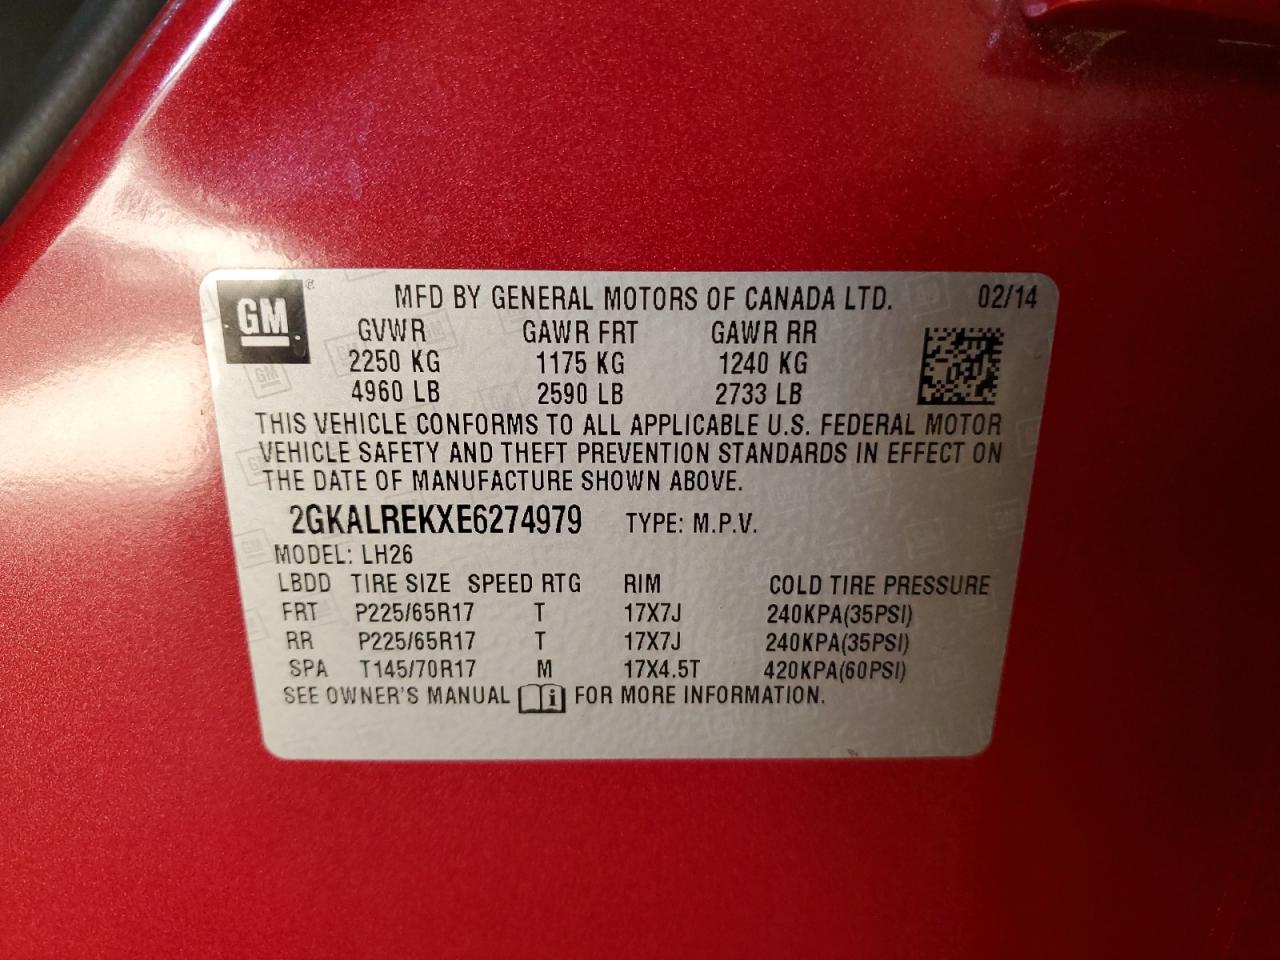 GM MFD BY GENERAL MOTORS OF CANADA LTD. 02/14
GVWR GAWR FRT GAWR RR
2250 KG 1175 KG 1240 KG
4960 LB 2590 LB 2733 LB
THIS VEHICLE CONFORMS TO ALL APPLICABLE U.S. FEDERAL MOTOR
VEHICLE SAFETY AND THEFT PREVENTION STANDARDS IN EFFECT ON
THE DATE OF MANUFACTURE SHOWN ABOVE.
2GKALREKXE6274979 TYPE: M.P.V.
MODEL: LH26
LBDD TIRE SIZE SPEED RTG RIM COLD TIRE PRESSURE
FRT P225/65R17 T 17X7J 240KPA(35PSI)
RR P225/65R17 T 17X7J 240KPA(35PSI)
SPA T145/70R17 M 17X4.5T 420KPA(60PSI)
SEE OWNER'S MANUAL i FOR MORE INFORMATION.